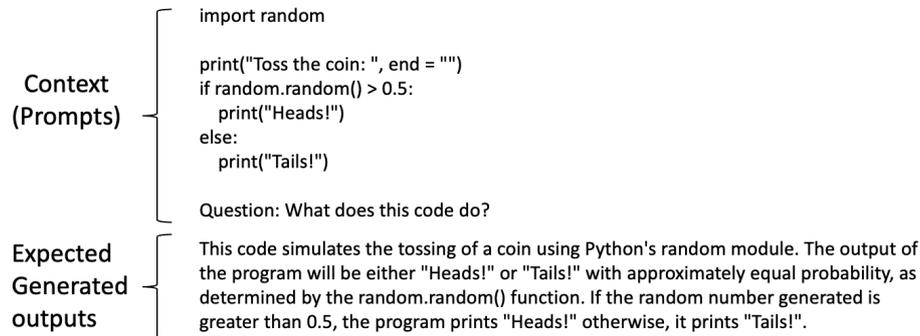 Context
(Prompts)
import random
print("Toss the coin: ", end = "")
if random.random() > 0.5:
    print("Heads!")
else:
    print("Tails!")
Question: What does this code do?
Expected
Generated
outputs
This code simulates the tossing of a coin using Python's random module. The output of
the program will be either "Heads!" or "Tails!" with approximately equal probability, as
determined by the random.random() function. If the random number generated is
greater than 0.5, the program prints "Heads!" otherwise, it prints "Tails!".